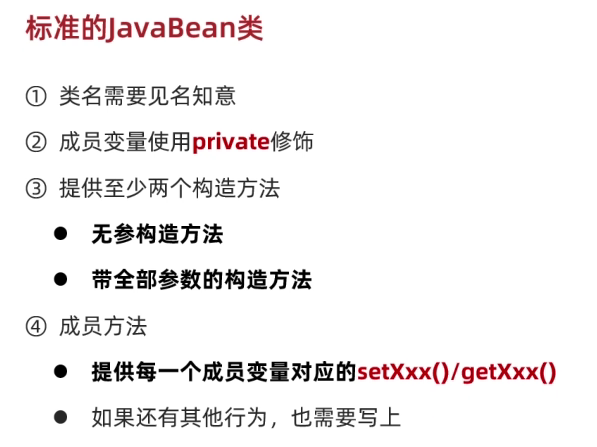 标准的JavaBean类
① 类名需要见名知意
② 成员变量使用private修饰
③ 提供至少两个构造方法
● 无参构造方法
● 带全部参数的构造方法
④ 成员方法
● 提供每一个成员变量对应的setXxx()/getXxx()
● 如果还有其他行为，也需要写上